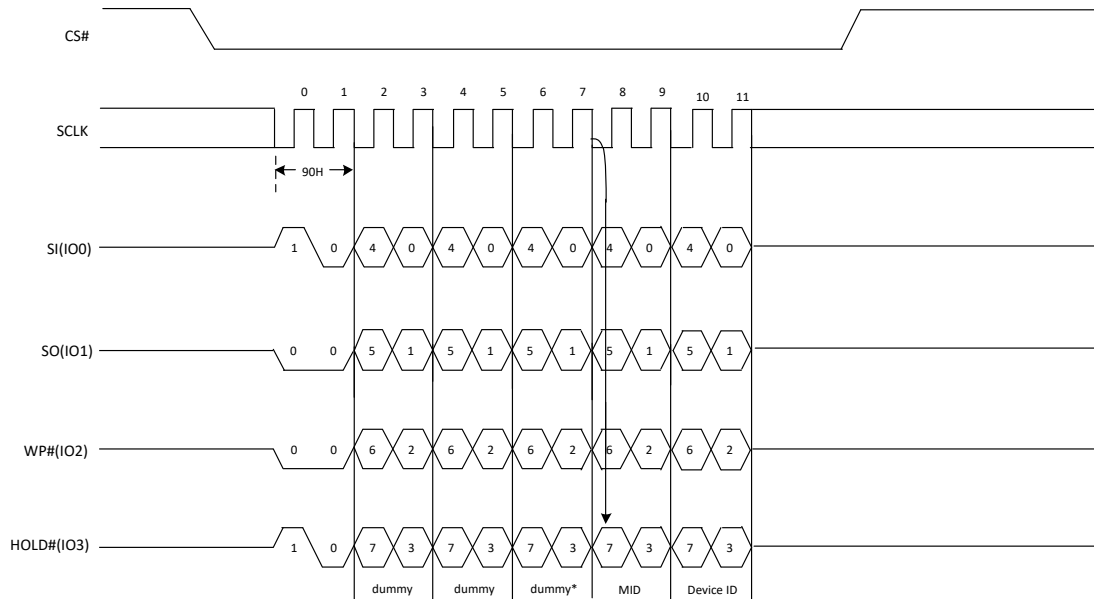 CS#
0 1 2 3 4 5 6 7 8 9 10 11
SCLK
90H
SI(IO0) 1 0 4 0 4 0 4 0 4 0 4 0
SO(IO1) 0 0 5 1 5 1 5 1 5 1 5 1
WP#(IO2) 0 0 6 2 6 2 6 2 6 2 6 2
HOLD#(IO3) 1 0 7 3 7 3 7 3 7 3 7 3
dummy dummy dummy* MID Device ID